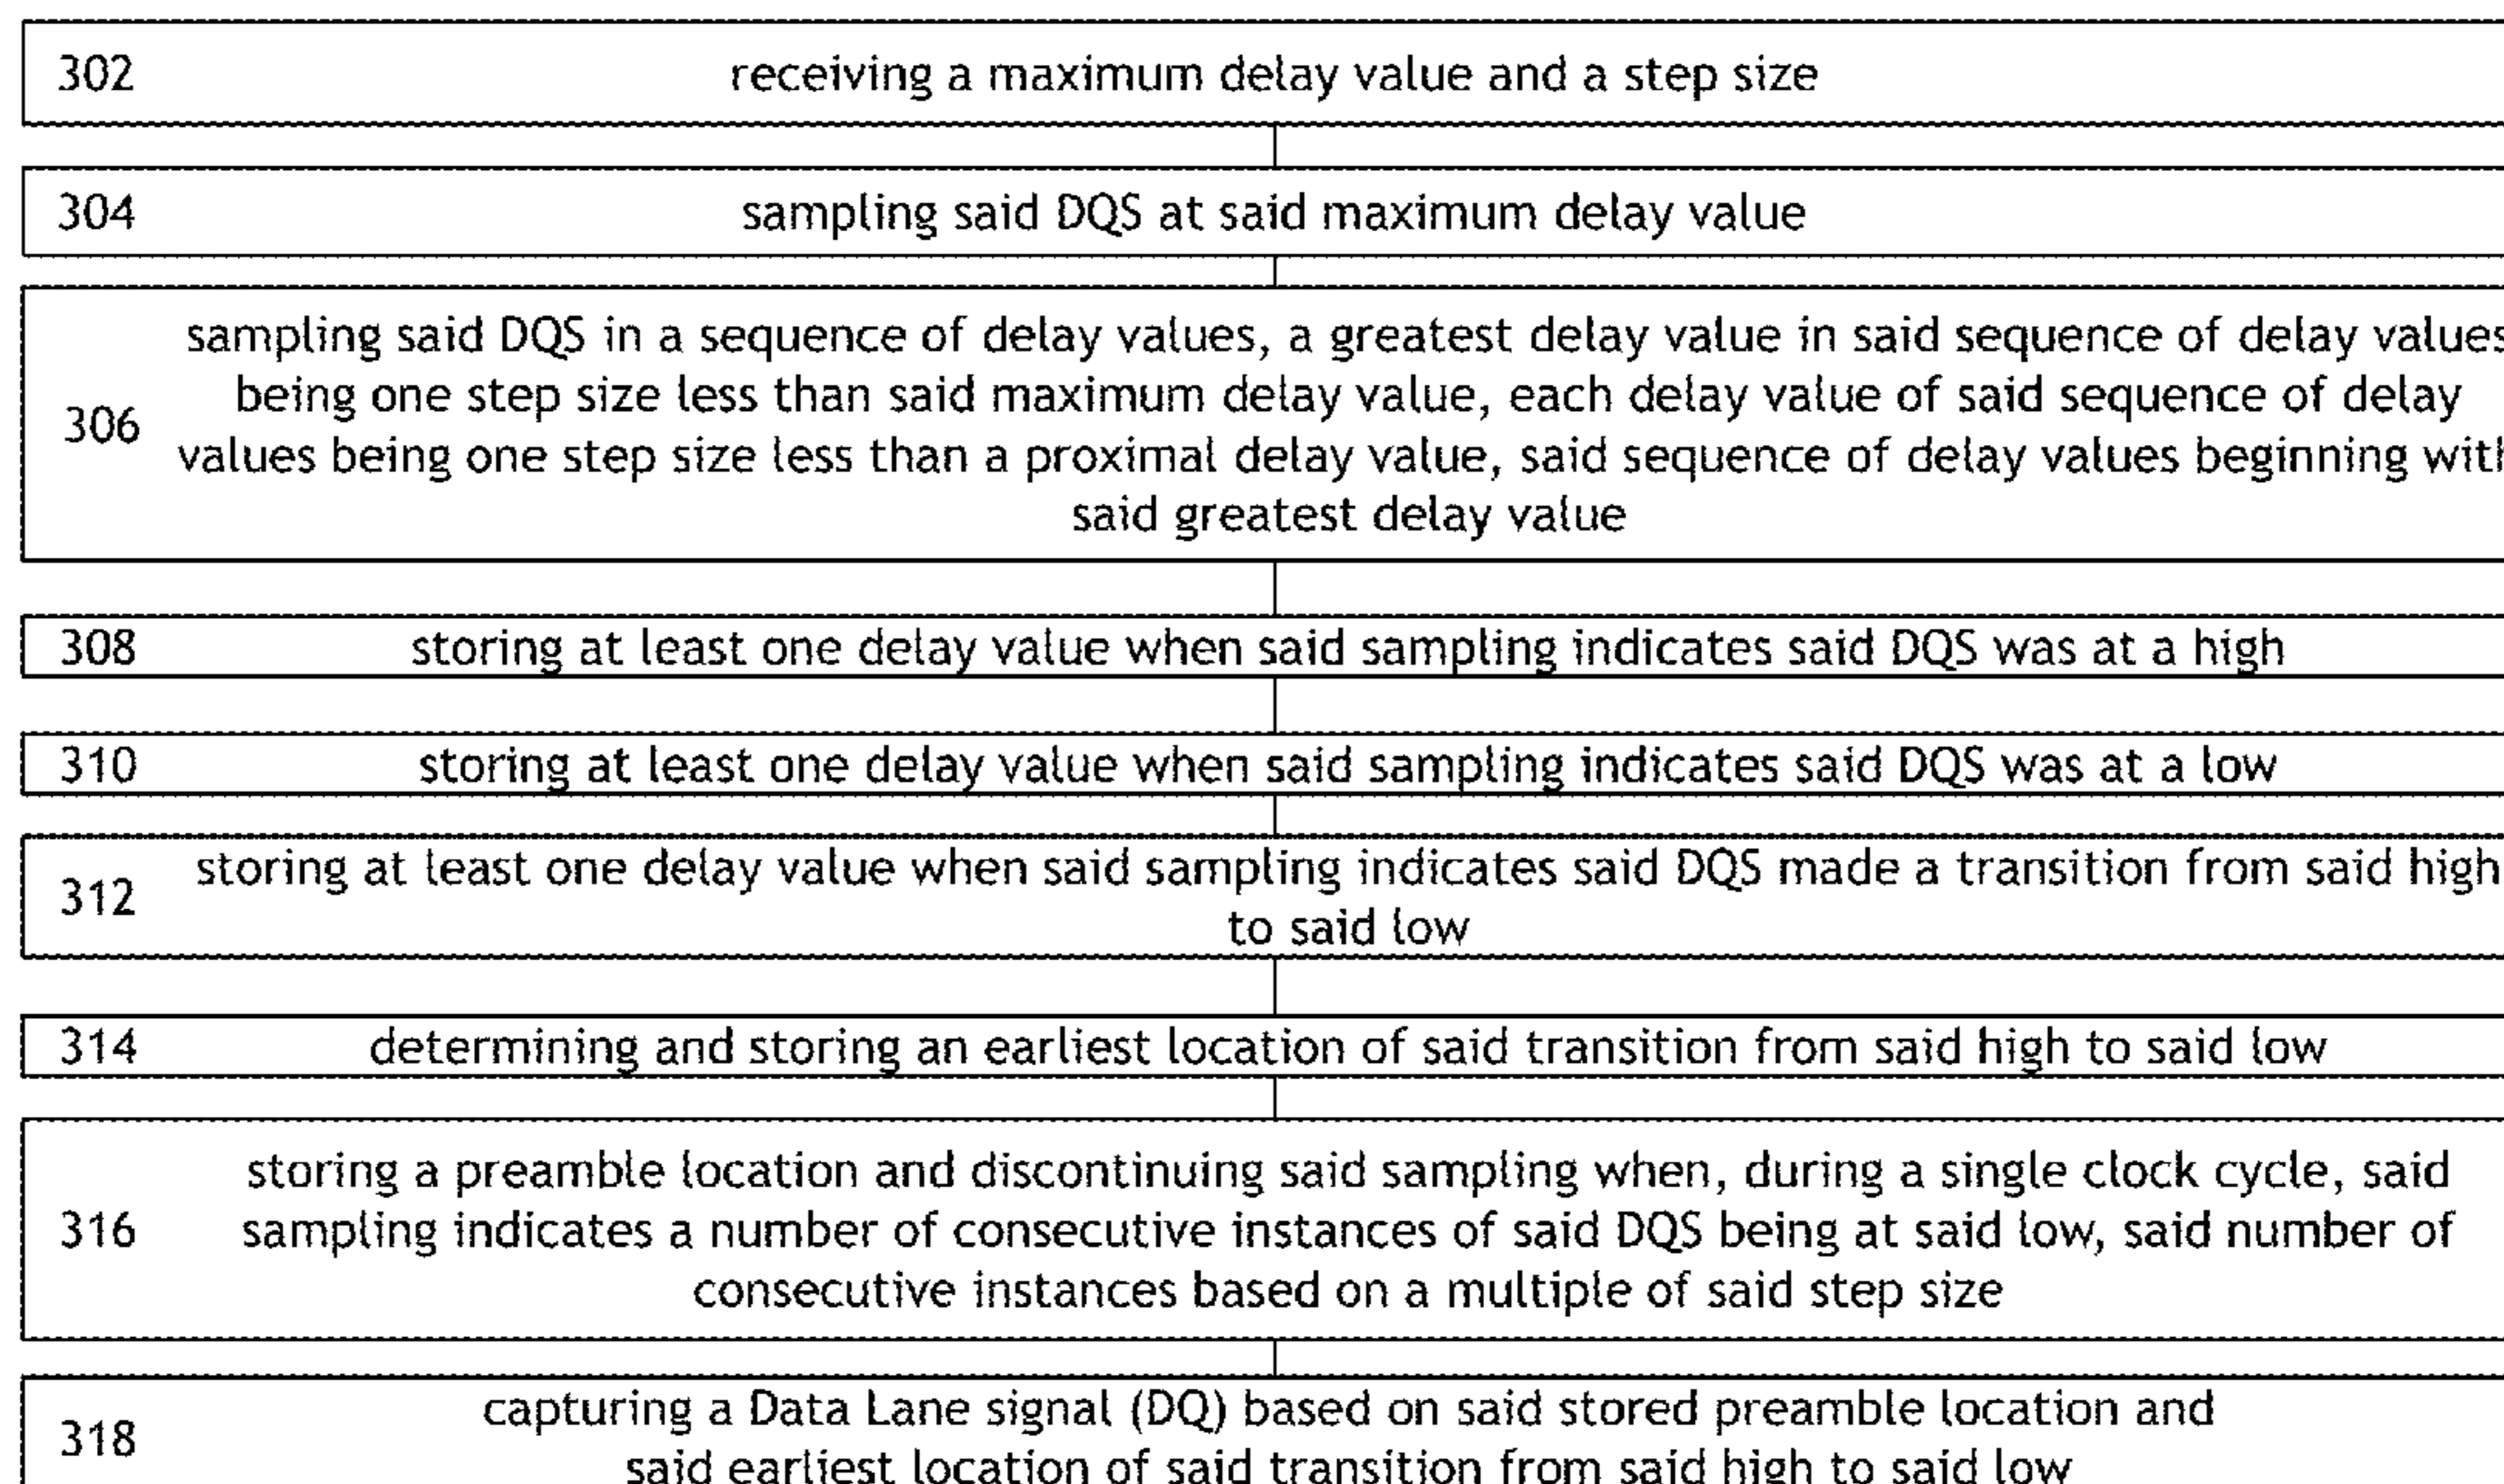 302 receiving a maximum delay value and a step size
304 sampling said DQS at said maximum delay value
sampling said DQS in a sequence of delay values, a greatest delay value in said sequence of delay values
being one step size less than said maximum delay value, each delay value of said sequence of delay
306
values being one step size less than a proximal delay value, said sequence of delay values beginning with
said greatest delay value
308 storing at least one delay value when said sampling indicates said DQS was at a high
310 storing at least one delay value when said sampling indicates said DQS was at a low
storing at least one delay value when said sampling indicates said DQS made a transition from said high
312
to said low
314 determining and storing an earliest location of said transition from said high to said low
storing a preamble location and discontinuing said sampling when, during a single clock cycle, said
316 sampling indicates a number of consecutive instances of said DQS being at said low, said number of
consecutive instances based on a multiple of said step size
capturing a Data Lane signal (DQ) based on said stored preamble location and
318
said earliest location of said transition from said high to said low